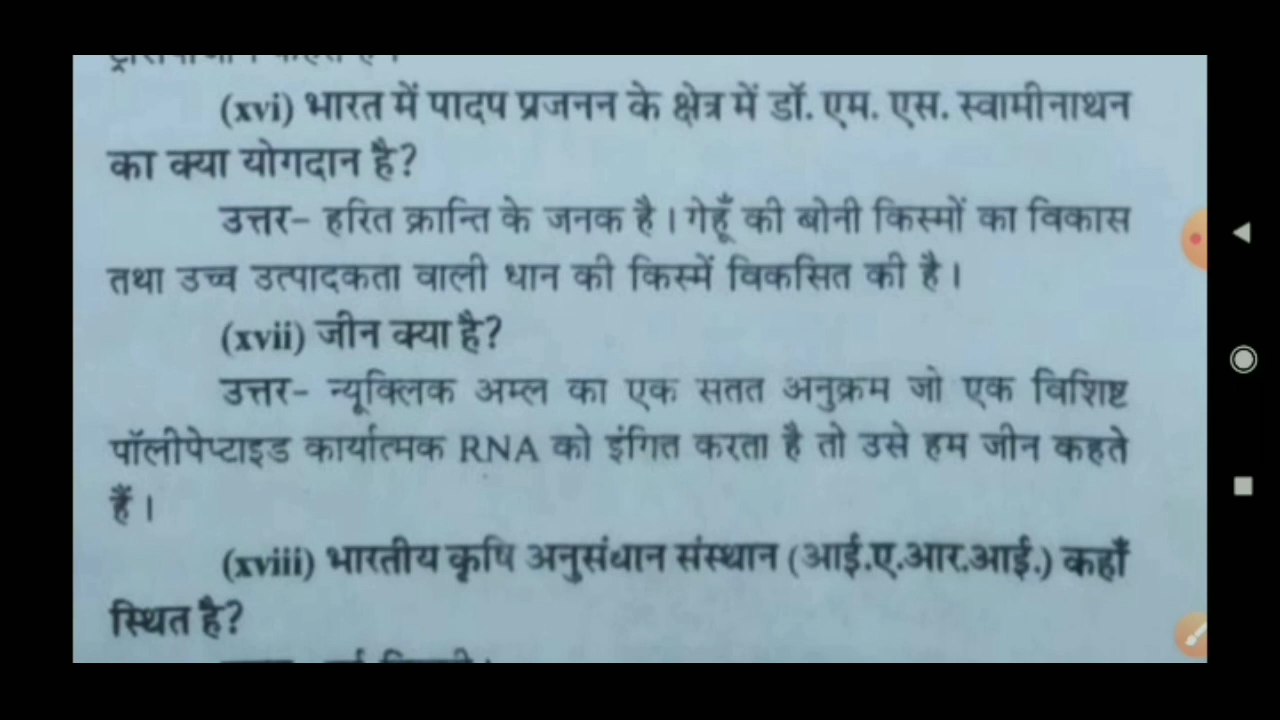 (xvi) भारत में पादप प्रजनन के क्षेत्र में डॉ. एम. एस. स्वामीनाथन
का क्या योगदान है?
उत्तर- हरित क्रान्ति के जनक है। गेहूँ की बोनी किस्मों का विकास
तथा उच्च उत्पादकता वाली धान की किस्में विकसित की है।
(xvii) जीन क्या है?
उत्तर- न्यूक्लिक अम्ल का एक सतत अनुक्रम जो एक विशिष्ट
पॉलीपेप्टाइड कार्यात्मक RNA को इंगित करता है तो उसे हम जीन कहते
हैं।
(xviii) भारतीय कृषि अनुसंधान संस्थान (आई.ए.आर.आई.) कहाँ
स्थित है?